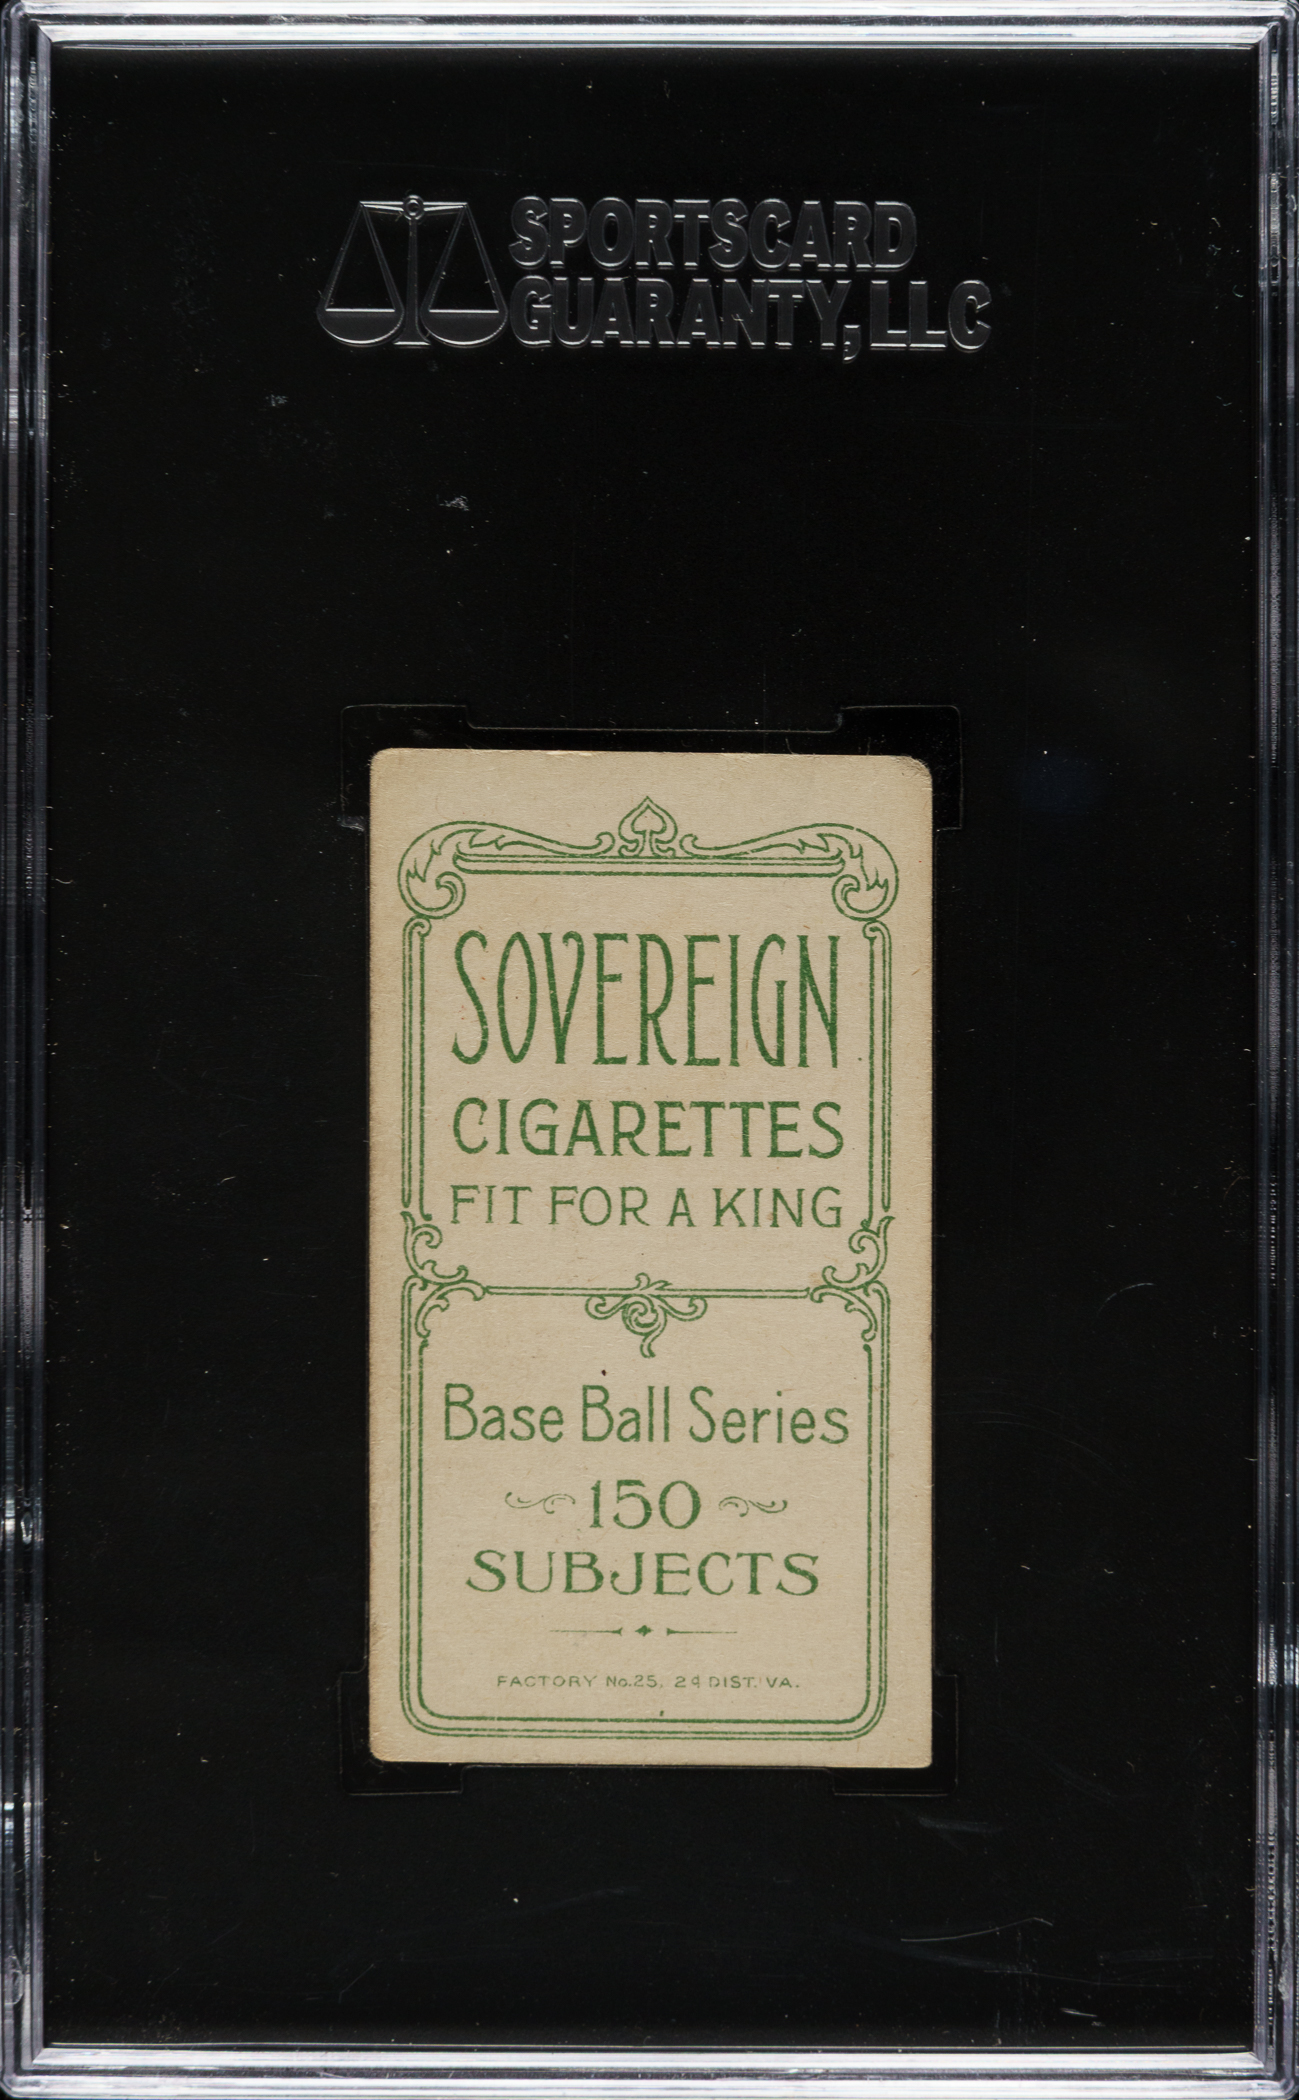 SPORTSCARD
GUARANTY, LLC
SOVEREIGN
CIGARETTES
FIT FOR A KING
Base Ball Series
150
SUBJECTS
FACTORY No. 25, 2d DIST. VA.